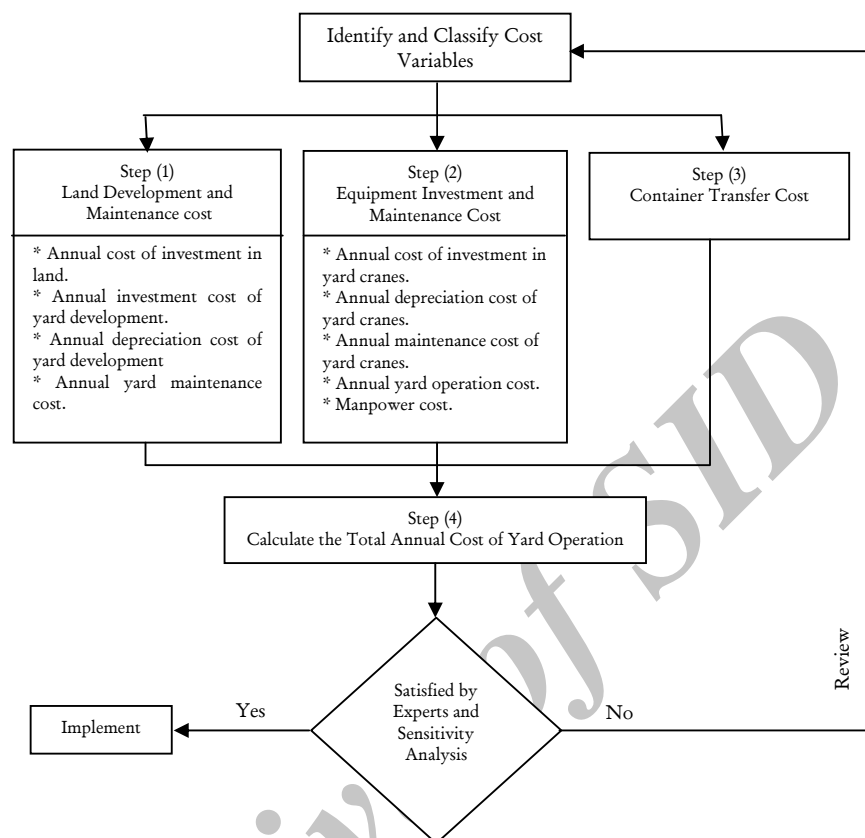 Identify and Classify Cost
Variables
Step (1)
Land Development and
Maintenance cost
* Annual cost of investment in
land.
* Annual investment cost of
yard development.
* Annual depreciation cost of
yard development
* Annual yard maintenance
cost.
Step (2)
Equipment Investment and
Maintenance Cost
* Annual cost of investment in
yard cranes.
* Annual depreciation cost of
yard cranes.
* Annual maintenance cost of
yard cranes.
* Annual yard operation cost.
* Manpower cost.
Step (3)
Container Transfer Cost
Step (4)
Calculate the Total Annual Cost of Yard Operation
Satisfied by
Experts and
Sensitivity
Analysis
Yes
No
Implement
Review
of SID